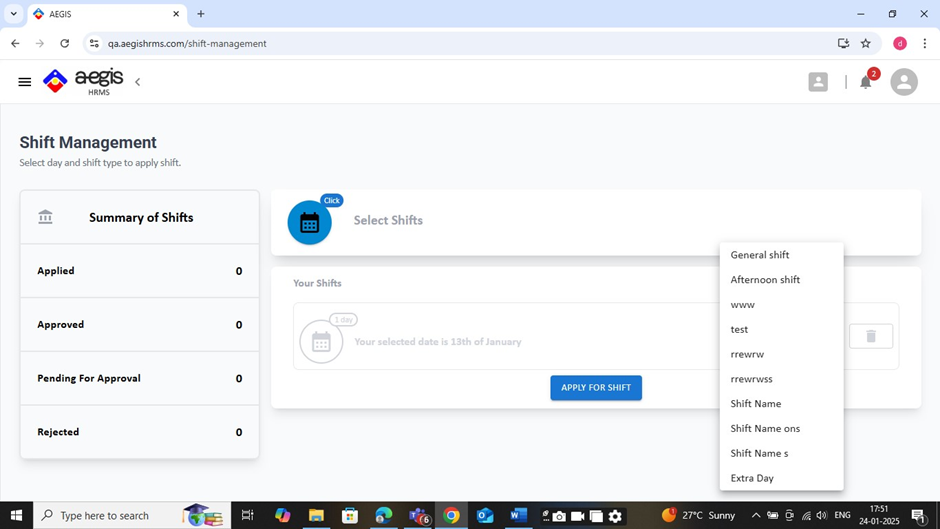 AEGIS
qa.aegishrms.com/shift-management
d
aegis
HRMS
2
Shift Management
Select day and shift type to apply shift.
Summary of Shifts
Applied 0
Approved 0
Pending For Approval 0
Rejected 0
Click
Select Shifts
Your Shifts
1 day
Your selected date is 13th of January
APPLY FOR SHIFT
General shift
Afternoon shift
www
test
rrewrw
rrewrwss
Shift Name
Shift Name ons
Shift Name s
Extra Day
Type here to search
6
27°C Sunny
ENG
17:51
24-01-2025
1